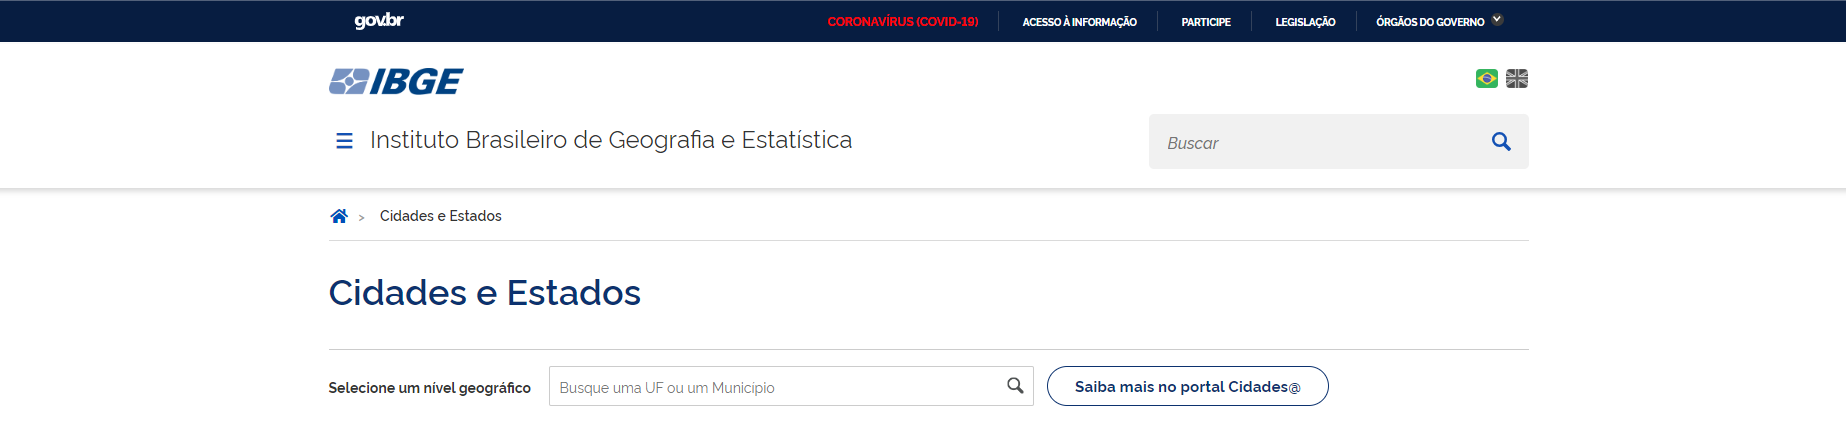 gov.br
CORONAVÍRUS (COVID-19)
ACESSO À INFORMAÇÃO
PARTICIPE
LEGISLAÇÃO
ÓRGÃOS DO GOVERNO
IBGE
Instituto Brasileiro de Geografia e Estatística
Buscar
> Cidades e Estados
Cidades e Estados
Selecione um nível geográfico
Busque uma UF ou um Município
Saiba mais no portal Cidades@